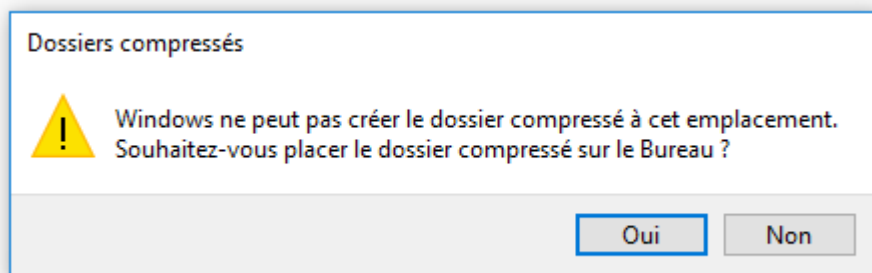 Dossiers compressés
Windows ne peut pas créer le dossier compressé à cet emplacement.
Souhaitez-vous placer le dossier compressé sur le Bureau ?
Oui
Non